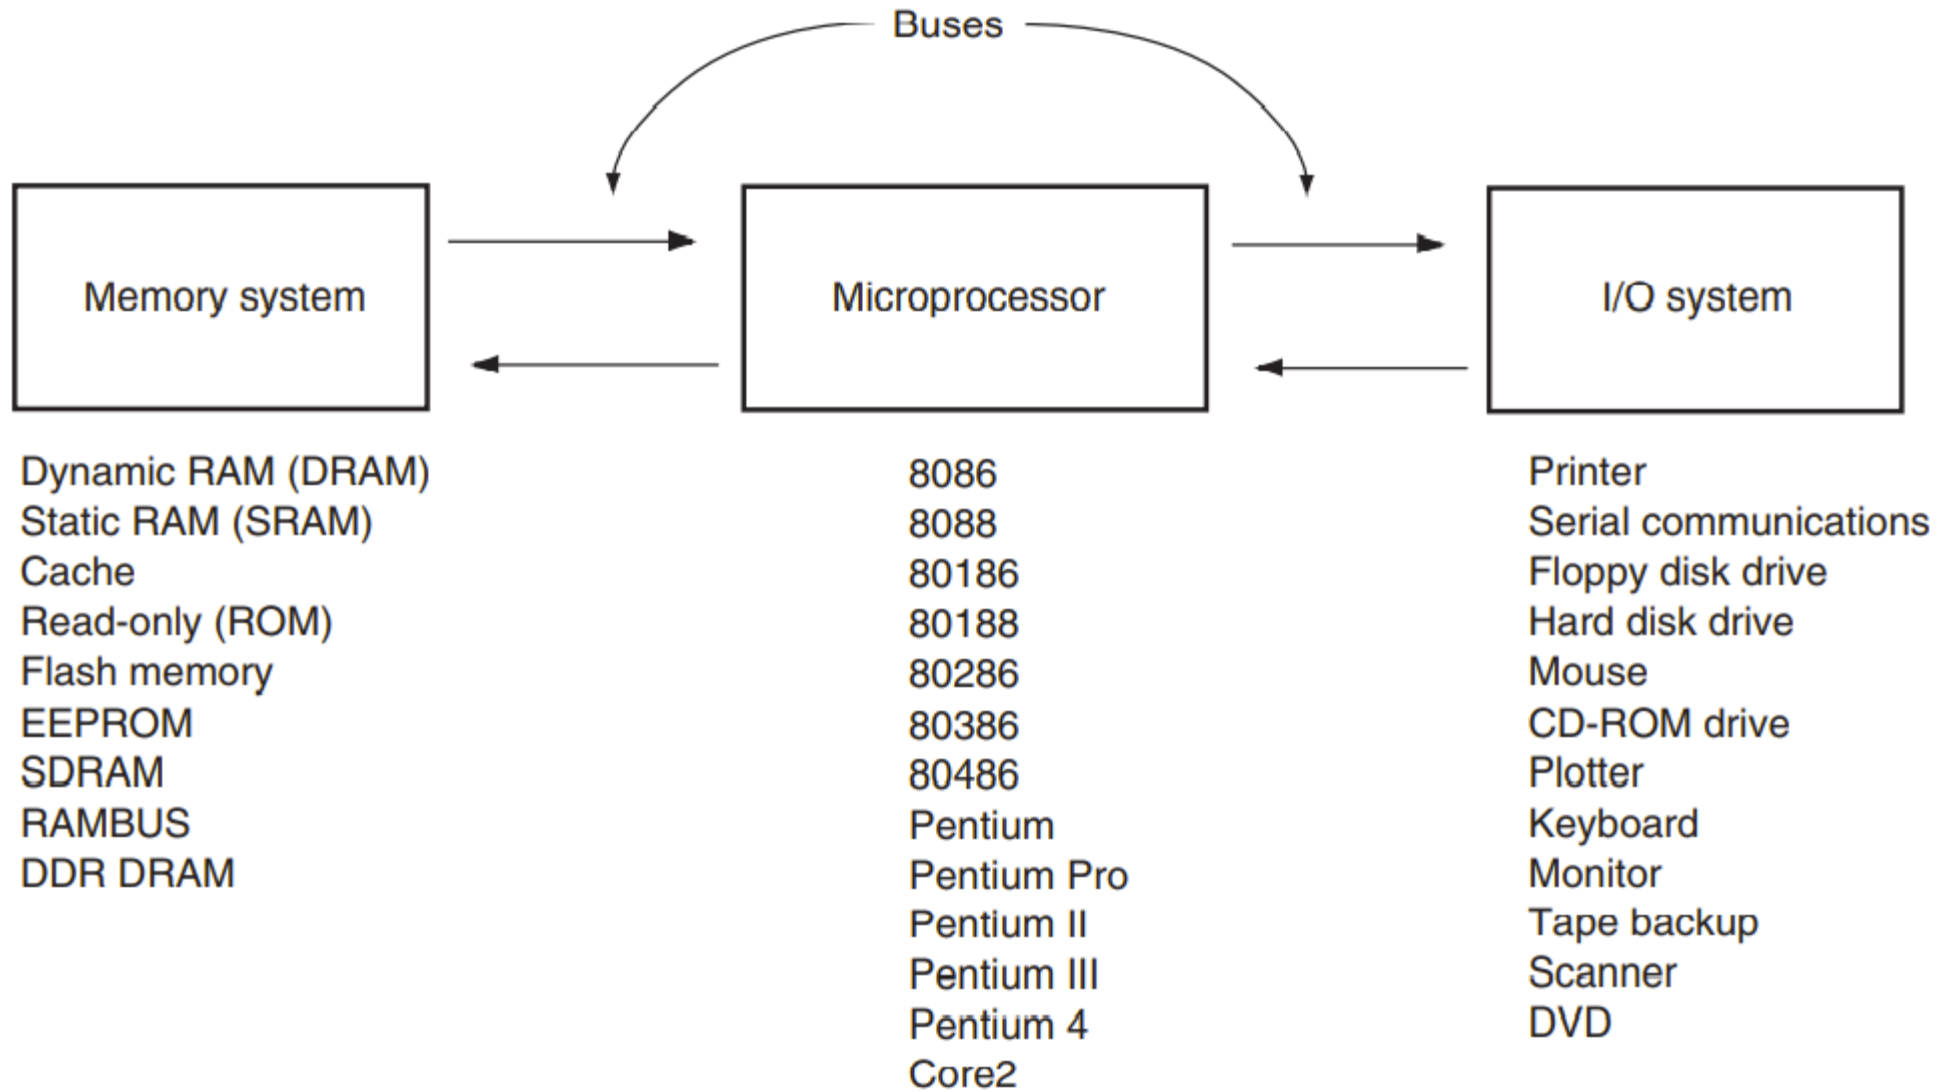 Buses
Memory system
Microprocessor
I/O system
Dynamic RAM (DRAM)
Static RAM (SRAM)
Cache
Read-only (ROM)
Flash memory
EEPROM
SDRAM
RAMBUS
DDR DRAM
8086
8088
80186
80188
80286
80386
80486
Pentium
Pentium Pro
Pentium II
Pentium III
Pentium 4
Core2
Printer
Serial communications
Floppy disk drive
Hard disk drive
Mouse
CD-ROM drive
Plotter
Keyboard
Monitor
Tape backup
Scanner
DVD